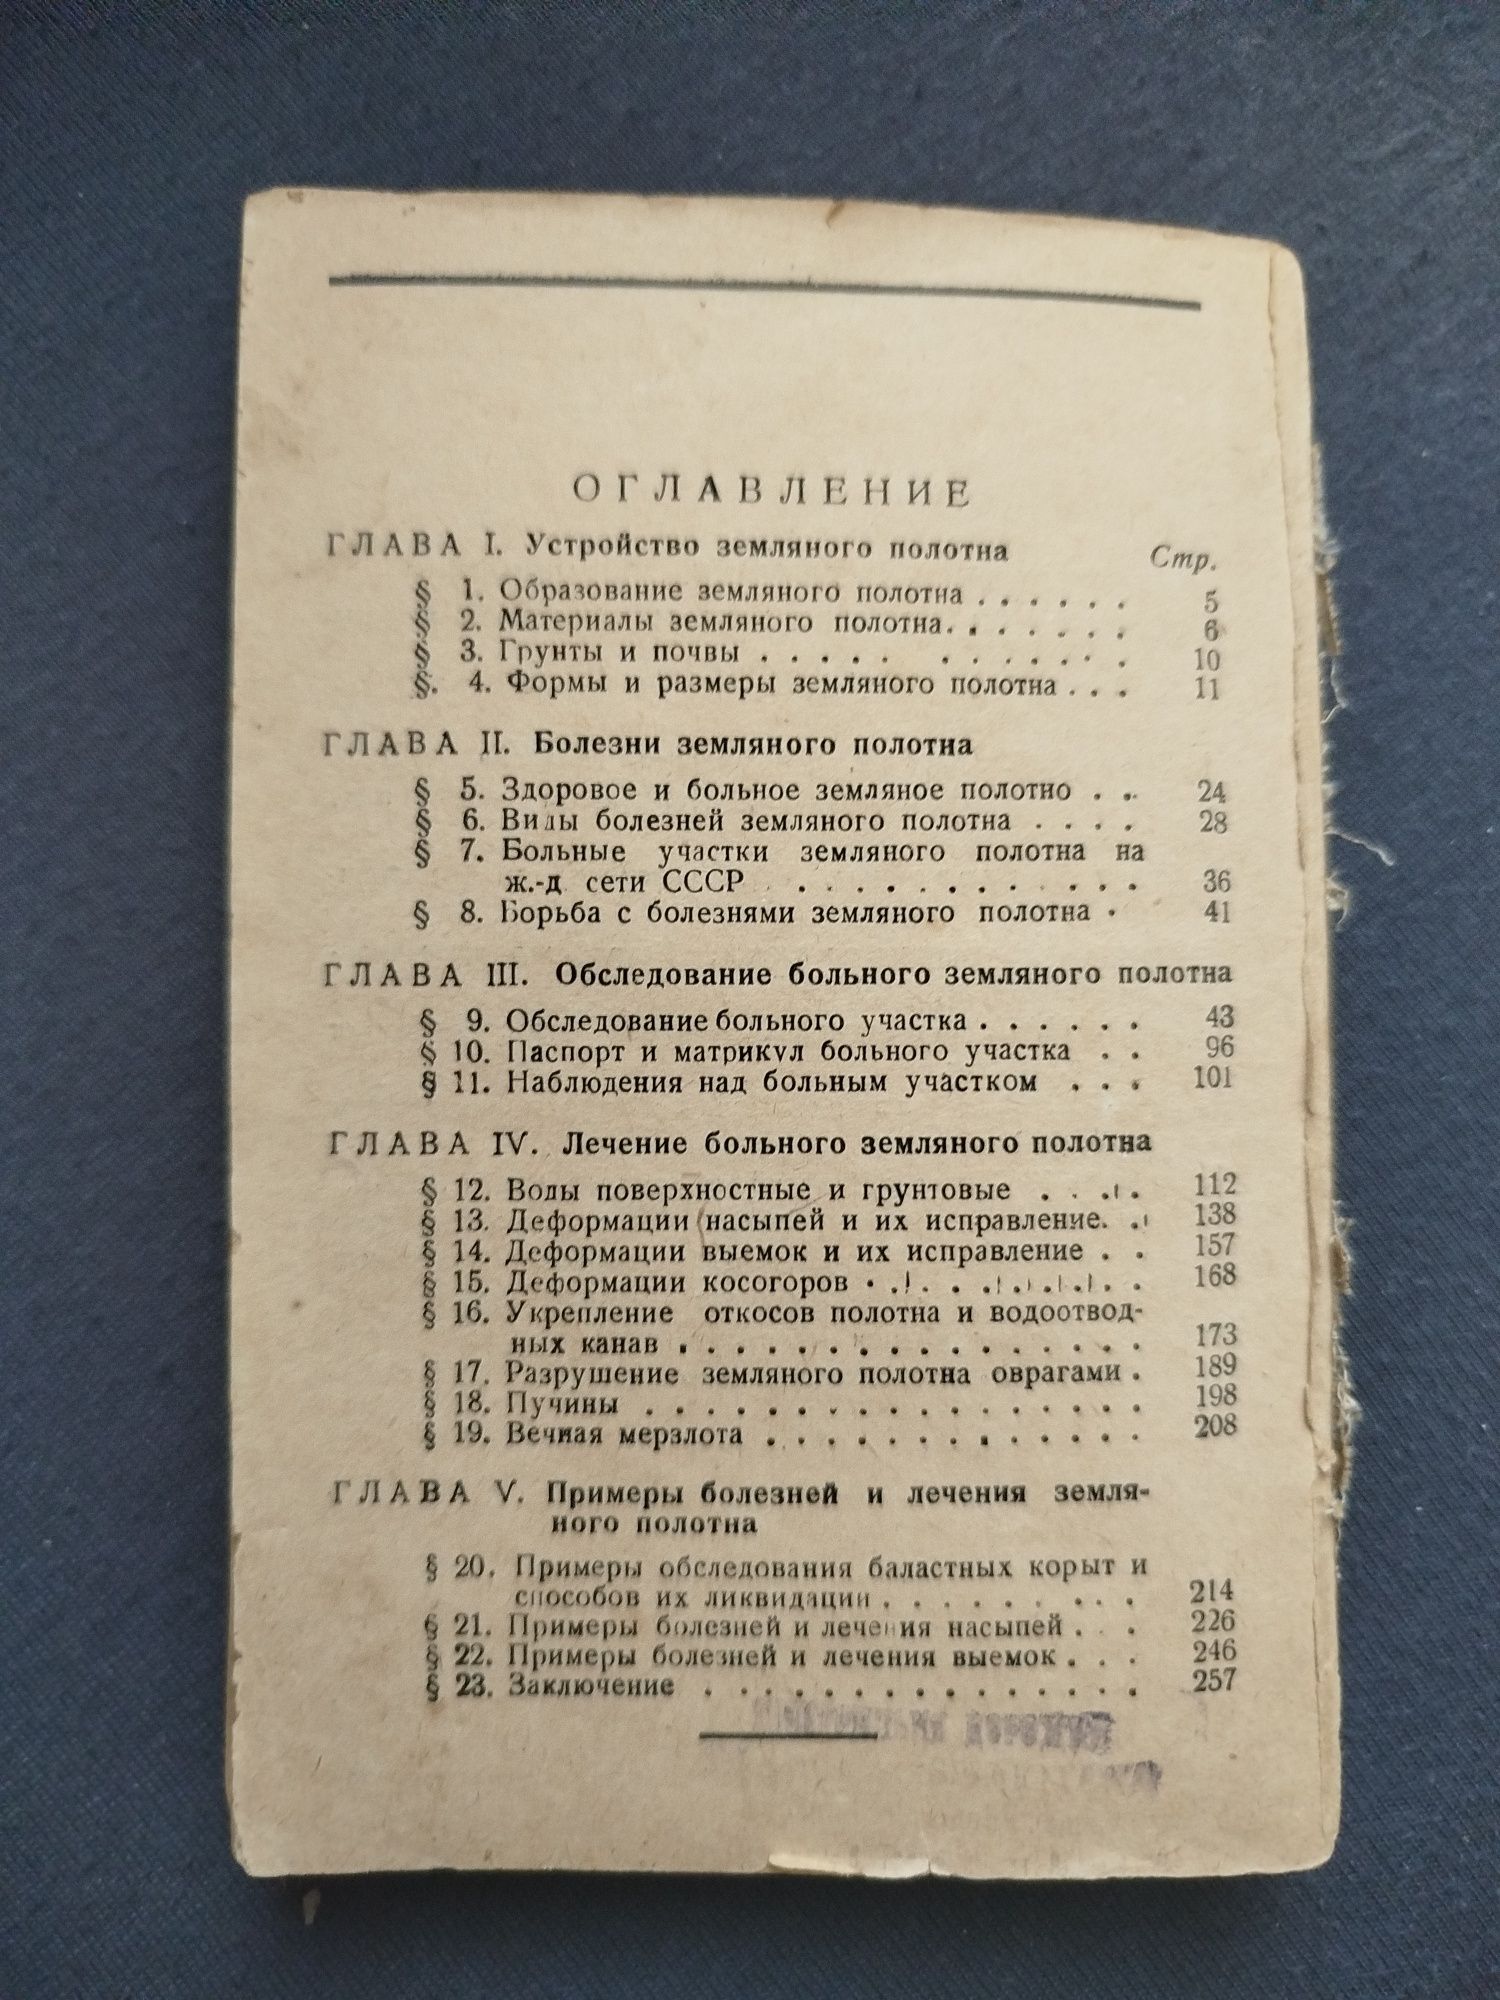 ОГЛАВЛЕНИЕ
ГЛАВА I. Устройство земляного полотна Стр.
§ 1. Образование земляного полотна . . . . . . 5
§ 2. Материалы земляного полотна. . . . . . . 6
§ 3. Грунты и почвы . . . . . . . . . . . . 10
§. 4. Формы и размеры земляного полотна . . . 11
ГЛАВА II. Болезни земляного полотна
§ 5. Здоровое и больное земляное полотно . . 24
§ 6. Виды болезней земляного полотна . . . . 28
§ 7. Больные участки земляного полотна на
ж.-д. сети СССР . . . . . . . . . . . . 36
§ 8. Борьба с болезнями земляного полотна . 41
ГЛАВА III. Обследование больного земляного полотна
§ 9. Обследование больного участка . . . . . . 43
§ 10. Паспорт и матрикул больного участка . . 96
§ 11. Наблюдения над больным участком . . . 101
ГЛАВА IV. Лечение больного земляного полотна
§ 12. Воды поверхностные и грунтовые . . . . 112
§ 13. Деформации насыпей и их исправление. . 138
§ 14. Деформации выемок и их исправление . . 157
§ 15. Деформации косогоров . . . . . . . . . 168
§ 16. Укрепление откосов полотна и водоотвод-
ных канав . . . . . . . . . . . . . . . . 173
§ 17. Разрушение земляного полотна оврагами . 189
§ 18. Пучины . . . . . . . . . . . . . . . . . 198
§ 19. Вечная мерзлота . . . . . . . . . . . . . 208
ГЛАВА V. Примеры болезней и лечения земля-
ного полотна
§ 20. Примеры обследования баластных корыт и
способов их ликвидации . . . . . . . . . 214
§ 21. Примеры болезней и лечения насыпей . . . 226
§ 22. Примеры болезней и лечения выемок . . . 246
§ 23. Заключение . . . . . . . . . . . . . . . 257